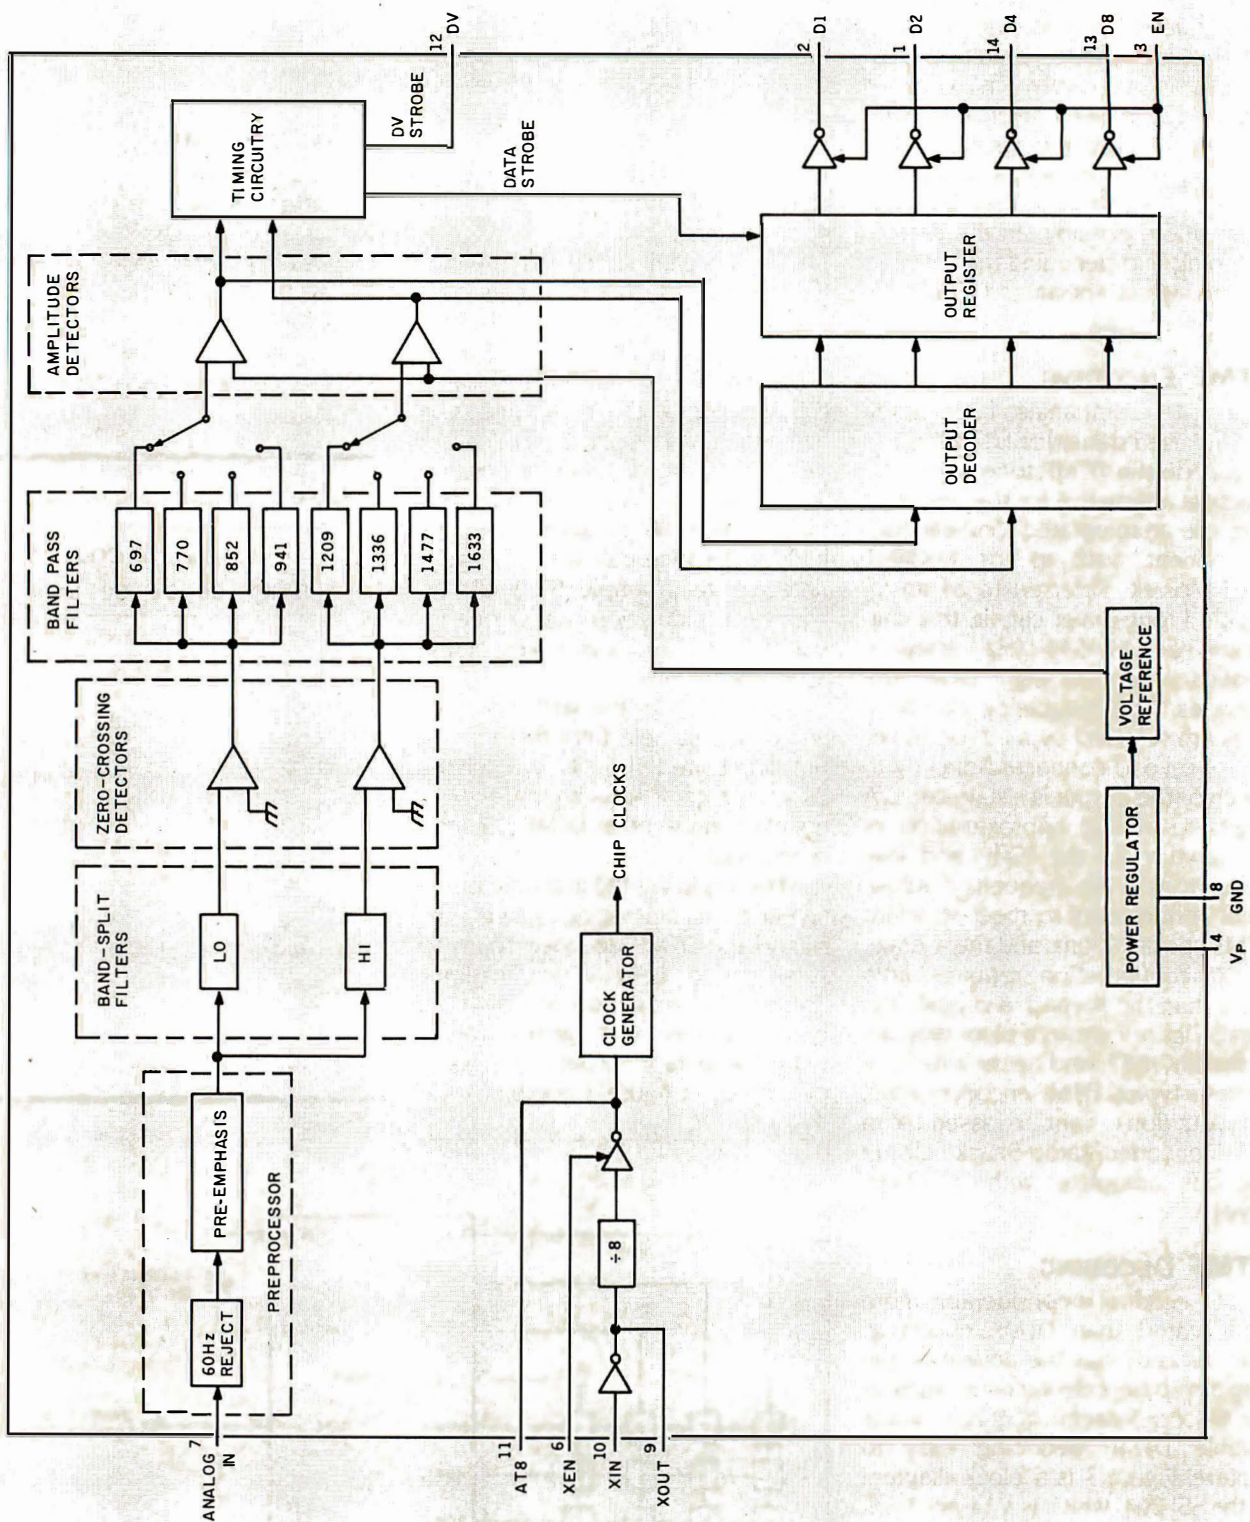 ANALOG
IN
7
60Hz
REJECT
PRE-EMPHASIS
PREPROCESSOR
BAND-SPLIT
FILTERS
LO
HI
ZERO-CROSSING
DETECTORS
BAND PASS
FILTERS
697
770
852
941
1209
1336
1477
1633
AMPLITUDE
DETECTORS
TIMING
CIRCUITRY
DV
STROBE
DATA
STROBE
12
DV
AT8
11
XEN
6
XIN
10
XOUT
9
÷8
CLOCK
GENERATOR
CHIP CLOCKS
OUTPUT
DECODER
OUTPUT
REGISTER
2
D1
1
D2
14
D4
13
D8
3
EN
POWER REGULATOR
VOLTAGE
REFERENCE
4
VP
8
GND